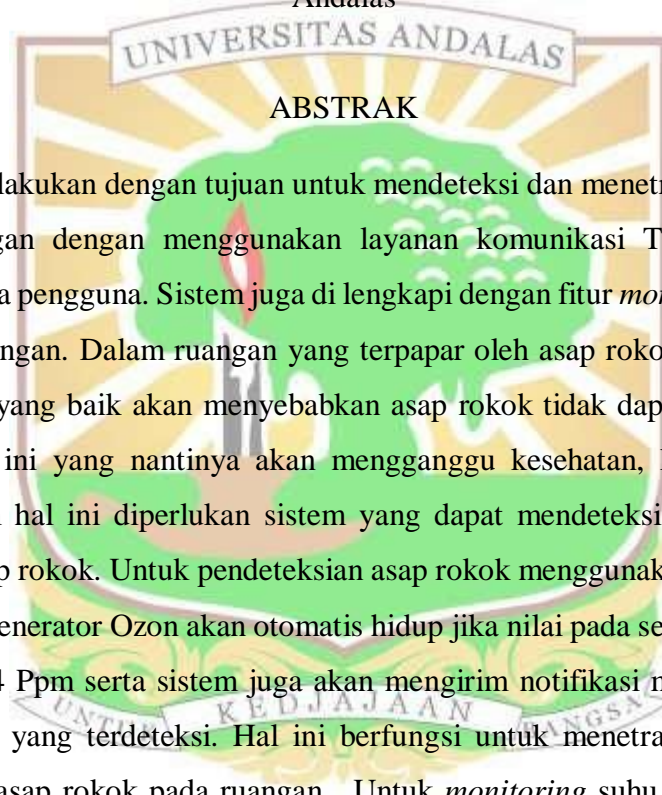 Andalas
UNIVERSITAS ANDALAS
ABSTRAK
lakukan dengan tujuan untuk mendeteksi dan menetr
gan dengan menggunakan layanan komunikasi T
a pengguna. Sistem juga di lengkapi dengan fitur mor
ngan. Dalam ruangan yang terpapar oleh asap roko
yang baik akan menyebabkan asap rokok tidak dap
ini yang nantinya akan mengganggu kesehatan,
hal ini diperlukan sistem yang dapat mendeteksi
p rokok. Untuk pendeteksian asap rokok menggunak
enerator Ozon akan otomatis hidup jika nilai pada se
4 Ppm serta sistem juga akan mengirim notifikasi m
UNTUK KEDJAJAAN BANGSA
yang terdeteksi. Hal ini berfungsi untuk menetra
asap rokok pada ruangan. Untuk monitoring suhu